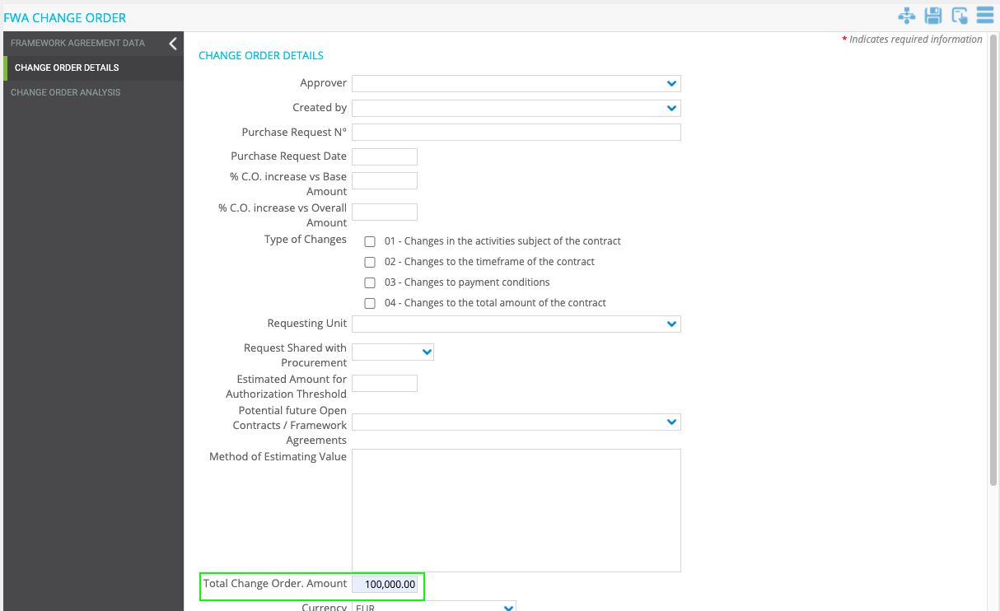 FWA CHANGE ORDER
FRAMEWORK AGREEMENT DATA
CHANGE ORDER DETAILS
CHANGE ORDER ANALYSIS
* Indicates required information
CHANGE ORDER DETAILS
Approver
Created by
Purchase Request N°
Purchase Request Date
% C.O. increase vs Base
Amount
% C.O. increase vs Overall
Amount
Type of Changes
01 - Changes in the activities subject of the contract
02 - Changes to the timeframe of the contract
03 - Changes to payment conditions
04 - Changes to the total amount of the contract
Requesting Unit
Request Shared with
Procurement
Estimated Amount for
Authorization Threshold
Potential future Open
Contracts / Framework
Agreements
Method of Estimating Value
Total Change Order. Amount 100,000.00
Currency EUR